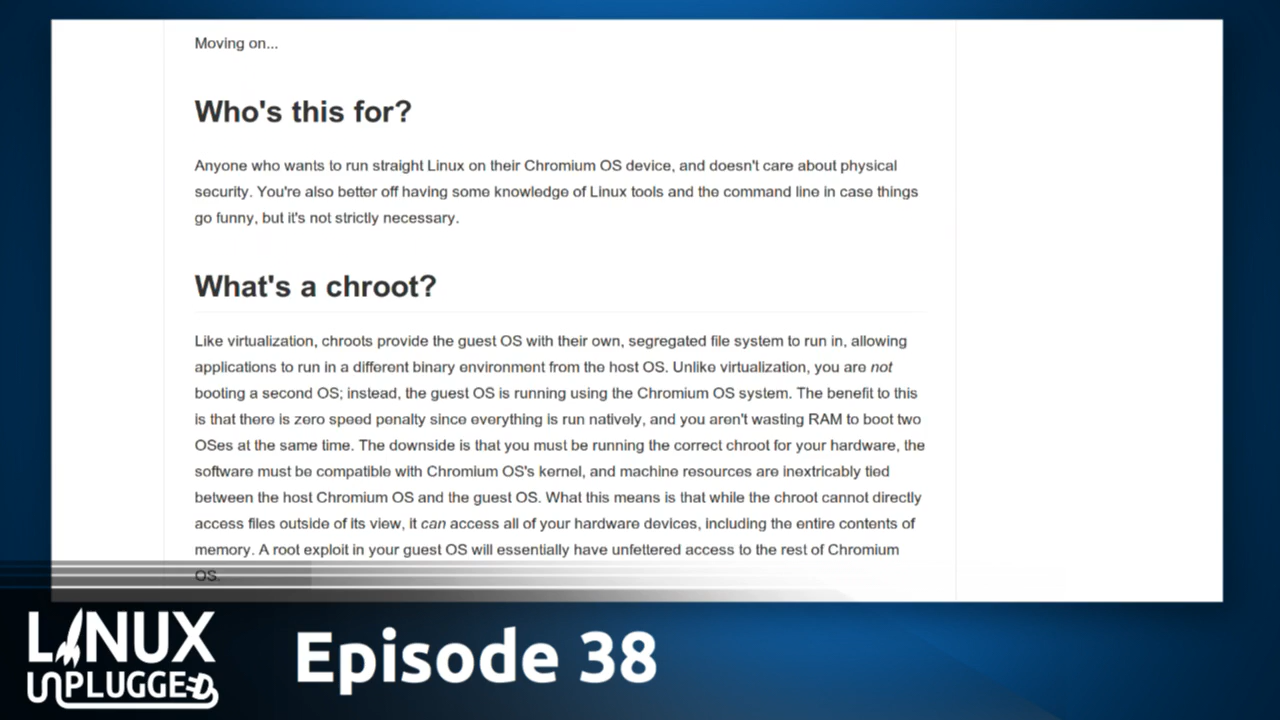 Moving on...
Who's this for?
Anyone who wants to run straight Linux on their Chromium OS device, and doesn't care about physical
security. You're also better off having some knowledge of Linux tools and the command line in case things
go funny, but it's not strictly necessary.
What's a chroot?
Like virtualization, chroots provide the guest OS with their own, segregated file system to run in, allowing
applications to run in a different binary environment from the host OS. Unlike virtualization, you are not
booting a second OS; instead, the guest OS is running using the Chromium OS system. The benefit to this
is that there is zero speed penalty since everything is run natively, and you aren't wasting RAM to boot two
OSes at the same time. The downside is that you must be running the correct chroot for your hardware, the
software must be compatible with Chromium OS's kernel, and machine resources are inextricably tied
between the host Chromium OS and the guest OS. What this means is that while the chroot cannot directly
access files outside of its view, it can access all of your hardware devices, including the entire contents of
memory. A root exploit in your guest OS will essentially have unfettered access to the rest of Chromium
OS.
LINUX
UNPLUGGED
Episode 38